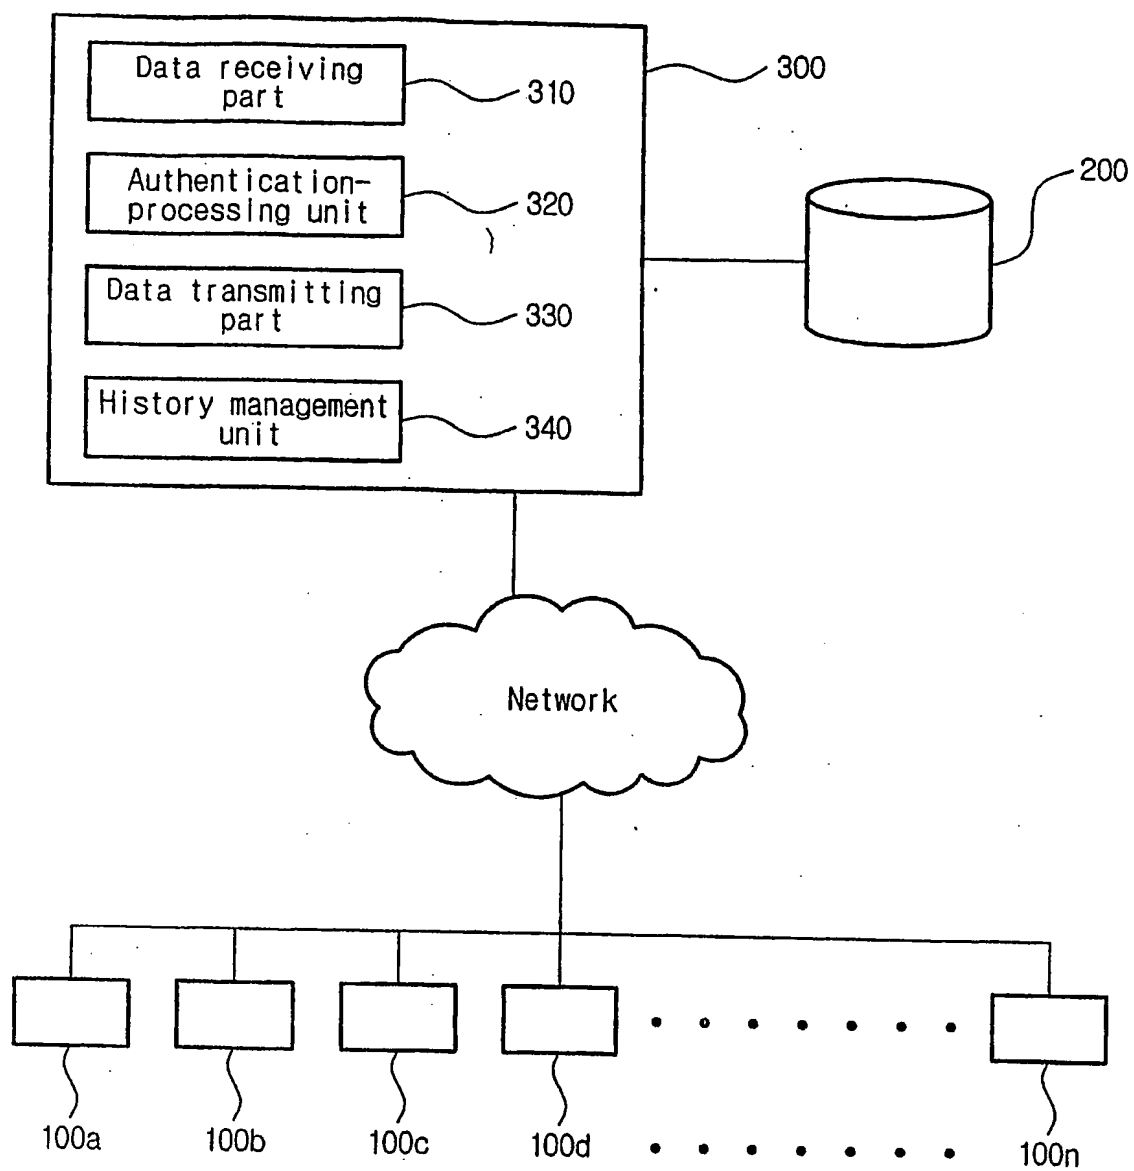 Data receiving
part
310
300
Authentication-
processing unit
320
200
Data transmitting
part
330
History management
unit
340
Network
100a
100b
100c
100d
100n